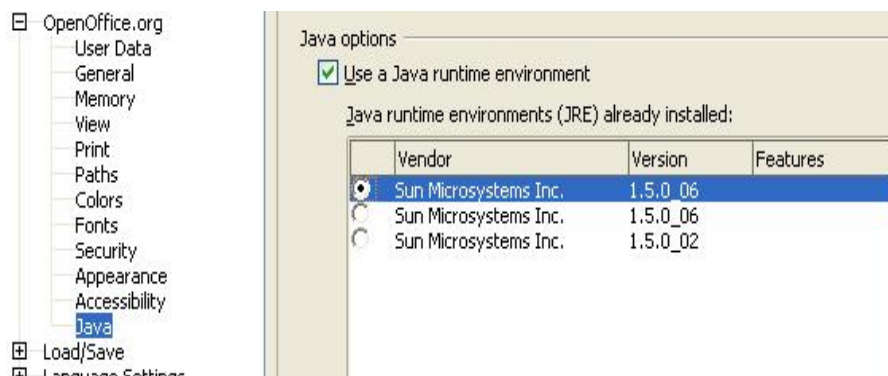 OpenOffice.org
User Data
General
Memory
View
Print
Paths
Colors
Fonts
Security
Appearance
Accessibility
Java
Load/Save
Language Settings
Java options
Use a Java runtime environment
Java runtime environments (JRE) already installed:
Vendor Version Features
Sun Microsystems Inc. 1.5.0_06
Sun Microsystems Inc. 1.5.0_06
Sun Microsystems Inc. 1.5.0_02